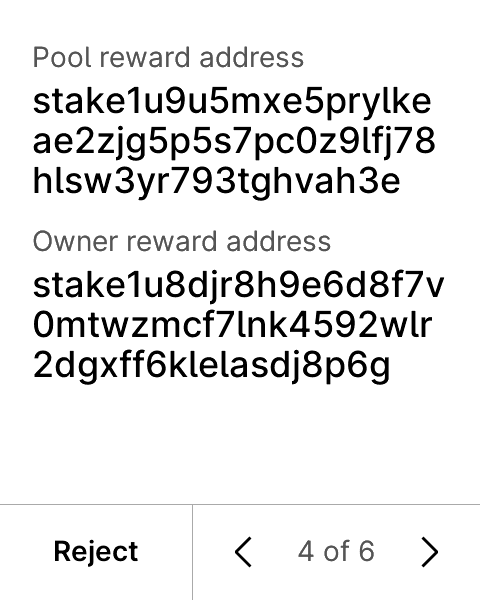 Pool reward address
stake1u9u5mxe5prylke
ae2zjg5p5s7pc0z9lfj78
hlsw3yr793tghvah3e
Owner reward address
stake1u8djr8h9e6d8f7v
0mtwzmcf7lnk4592wlr
2dgxff6klelasdj8p6g
Reject
4 of 6